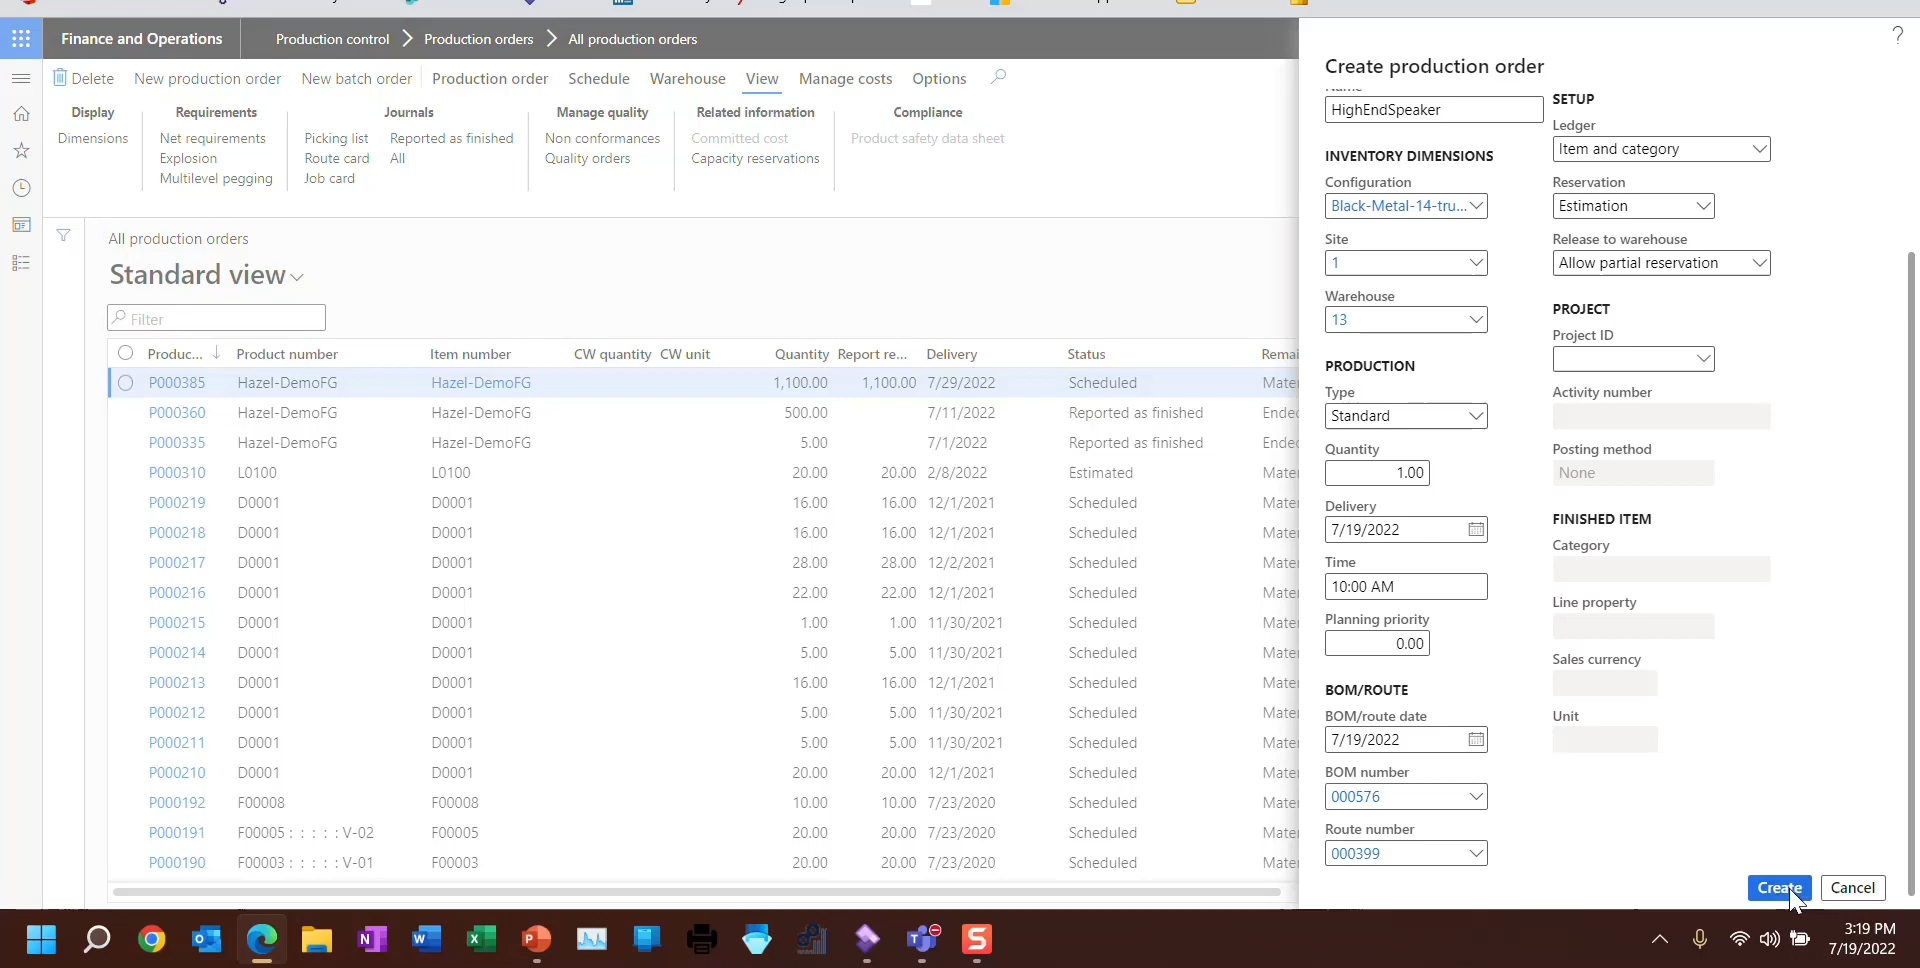 Finance and Operations
Production control
Production orders
All production orders
?
Delete
New production order
New batch order
Production order
Schedule
Warehouse
View
Manage costs
Options
Display
Dimensions
Requirements
Net requirements
Explosion
Multilevel pegging
Journals
Picking list
Reported as finished
Route card
All
Job card
Manage quality
Non conformances
Quality orders
Related information
Committed cost
Capacity reservations
Compliance
Product safety data sheet
All production orders
Standard view
Filter
Produc... Product number Item number CW quantity CW unit Quantity Report re... Delivery Status Remai
P000385 Hazel-DemoFG Hazel-DemoFG 1,100.00 1,100.00 7/29/2022 Scheduled Mate
P000360 Hazel-DemoFG Hazel-DemoFG 500.00 7/11/2022 Reported as finished Ended
P000335 Hazel-DemoFG Hazel-DemoFG 5.00 7/1/2022 Reported as finished Ended
P000310 L0100 L0100 20.00 20.00 2/8/2022 Estimated Mate
P000219 D0001 D0001 16.00 16.00 12/1/2021 Scheduled Mate
P000218 D0001 D0001 16.00 16.00 12/1/2021 Scheduled Mate
P000217 D0001 D0001 28.00 28.00 12/2/2021 Scheduled Mate
P000216 D0001 D0001 22.00 22.00 12/1/2021 Scheduled Mate
P000215 D0001 D0001 1.00 1.00 11/30/2021 Scheduled Mate
P000214 D0001 D0001 5.00 5.00 11/30/2021 Scheduled Mate
P000213 D0001 D0001 16.00 16.00 12/1/2021 Scheduled Mate
P000212 D0001 D0001 5.00 5.00 11/30/2021 Scheduled Mate
P000211 D0001 D0001 5.00 5.00 11/30/2021 Scheduled Mate
P000210 D0001 D0001 20.00 20.00 12/1/2021 Scheduled Mate
P000192 F00008 F00008 10.00 10.00 7/23/2020 Scheduled Mate
P000191 F00005 : : : : : V-02 F00005 20.00 20.00 7/23/2020 Scheduled Mate
P000190 F00003 : : : : : V-01 F00003 20.00 20.00 7/23/2020 Scheduled Mate
Create production order
Name
HighEndSpeaker
INVENTORY DIMENSIONS
Configuration
Black-Metal-14-tru...
Site
1
Warehouse
13
PRODUCTION
Type
Standard
Quantity
1.00
Delivery
7/19/2022
Time
10:00 AM
Planning priority
0.00
BOM/ROUTE
BOM/route date
7/19/2022
BOM number
000576
Route number
000399
SETUP
Ledger
Item and category
Reservation
Estimation
Release to warehouse
Allow partial reservation
PROJECT
Project ID
Activity number
Posting method
None
FINISHED ITEM
Category
Line property
Sales currency
Unit
Create
Cancel
3:19 PM
7/19/2022